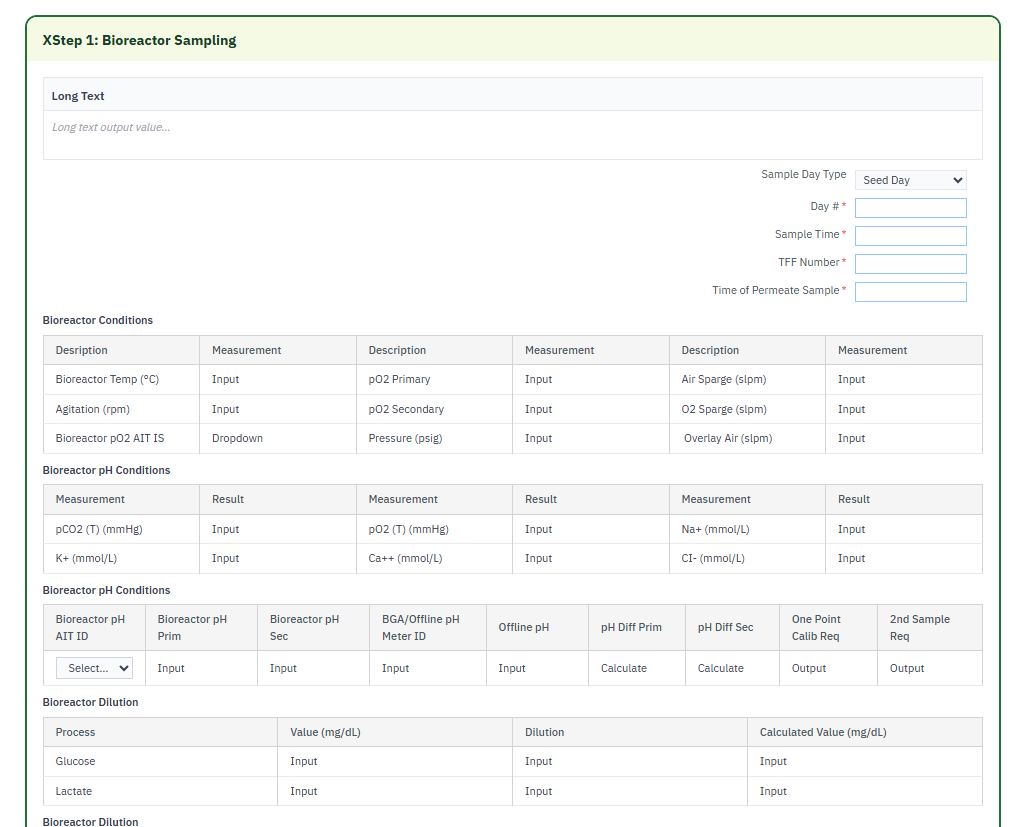 XStep 1: Bioreactor Sampling
Long Text
Long text output value...
Sample Day Type Seed Day
Day # *
Sample Time *
TFF Number *
Time of Permeate Sample *
Bioreactor Conditions
Desription Measurement Description Measurement Description Measurement
Bioreactor Temp (°C) Input pO2 Primary Input Air Sparge (slpm) Input
Agitation (rpm) Input pO2 Secondary Input O2 Sparge (slpm) Input
Bioreactor pO2 AIT IS Dropdown Pressure (psig) Input Overlay Air (slpm) Input
Bioreactor pH Conditions
Measurement Result Measurement Result Measurement Result
pCO2 (T) (mmHg) Input pO2 (T) (mmHg) Input Na+ (mmol/L) Input
K+ (mmol/L) Input Ca++ (mmol/L) Input CI- (mmol/L) Input
Bioreactor pH Conditions
Bioreactor pH AIT ID Bioreactor pH Prim Bioreactor pH Sec BGA/Offline pH Meter ID Offline pH pH Diff Prim pH Diff Sec One Point Calib Req 2nd Sample Req
Select... Input Input Input Input Calculate Calculate Output Output
Bioreactor Dilution
Process Value (mg/dL) Dilution Calculated Value (mg/dL)
Glucose Input Input Input
Lactate Input Input Input
Bioreactor Dilution